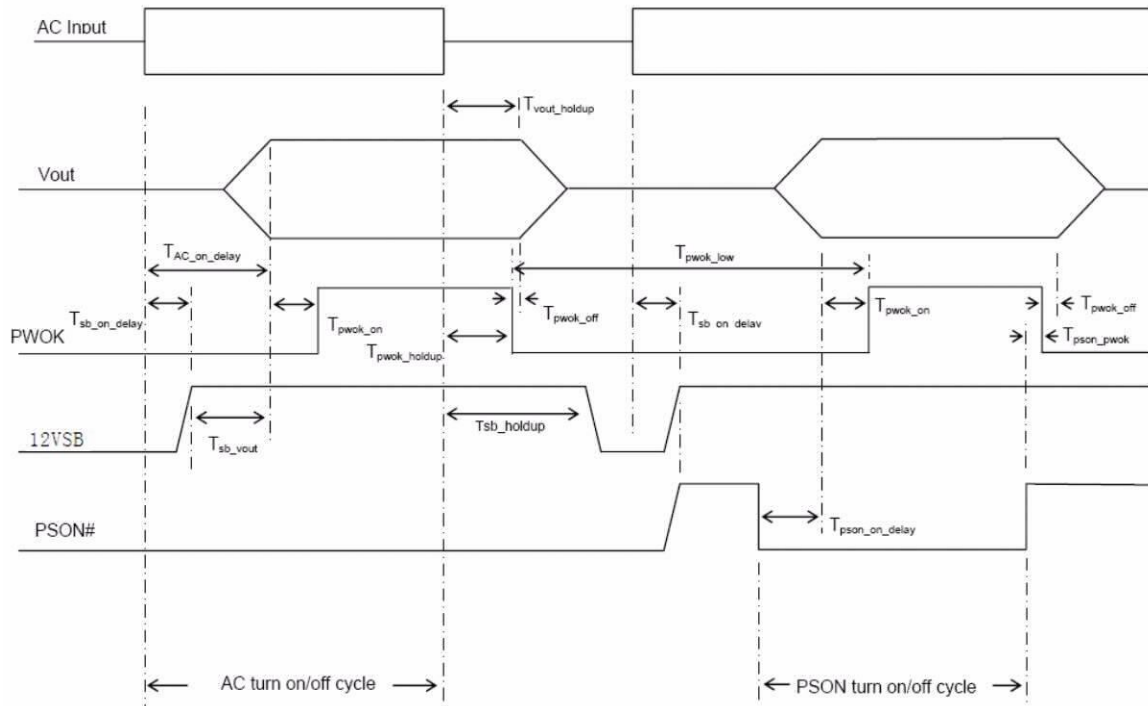 AC Input
T_vout_holdup
Vout
T_AC_on_delay
T_pwok_low
T_sb_on_delay
T_pwok_on
T_pwok_off
T_sb_on_delay
T_pwok_on
T_pwok_off
PWOK
T_pwok_holdup
T_pson_pwok
12VSB
T_sb_vout
Tsb_holdup
PSON#
T_pson_on_delay
AC turn on/off cycle
PSON turn on/off cycle